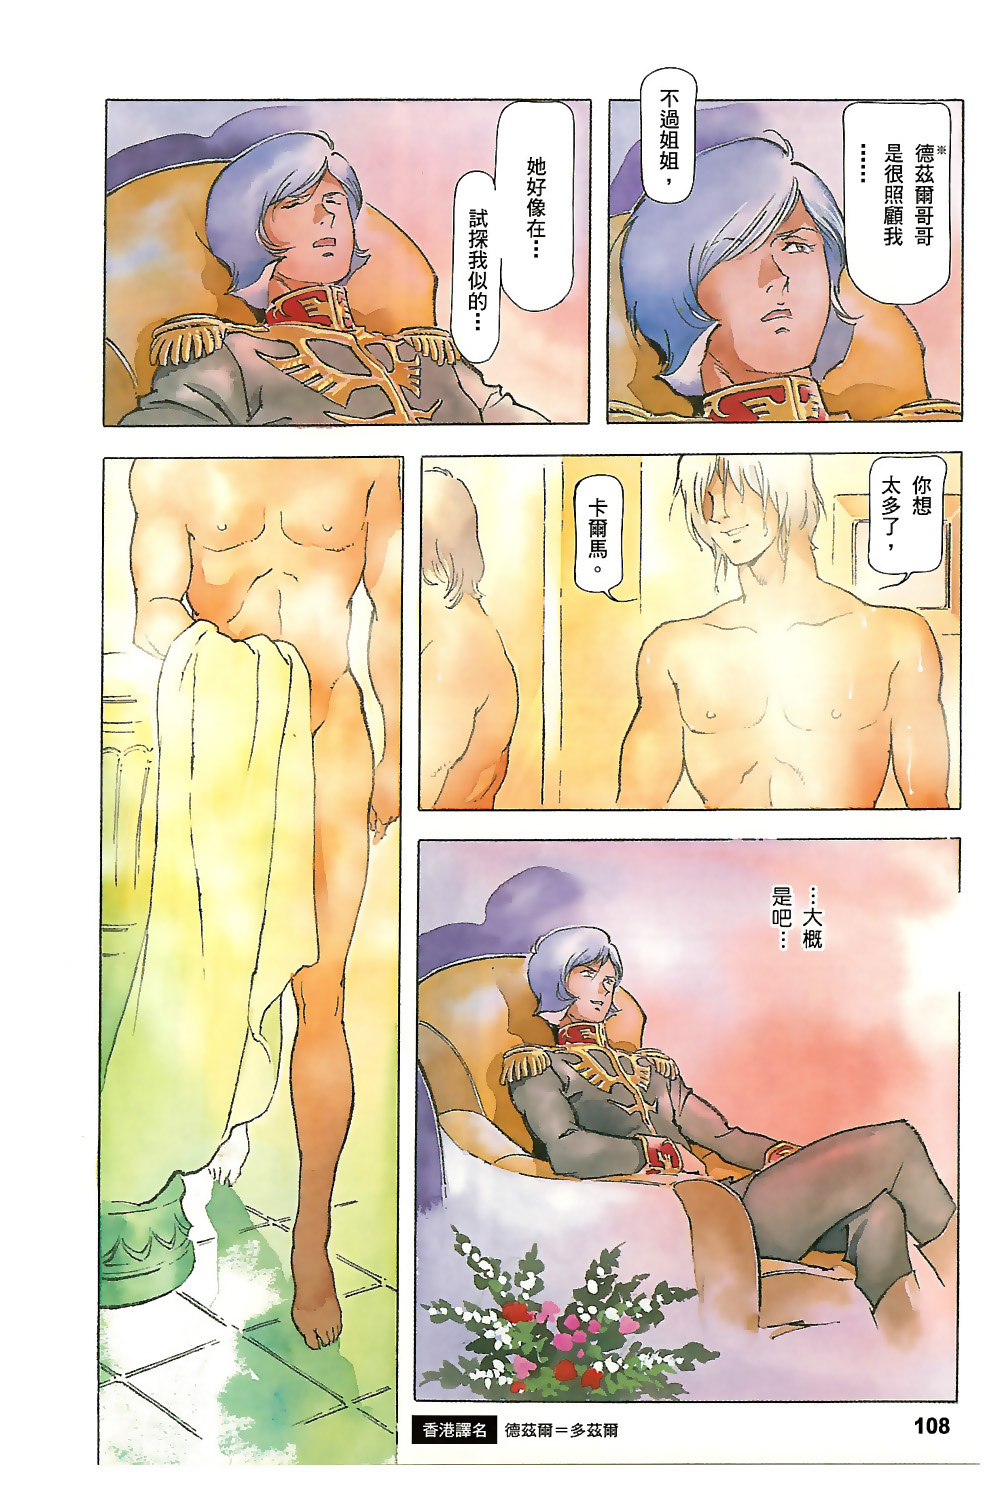 ※德茲爾哥哥
是很照顧我
……
不過姐姐，
她好像在…
試探我似的…
你想
太多了，
卡爾馬。
…大概
是吧…
香港譯名 德茲爾＝多茲爾
108